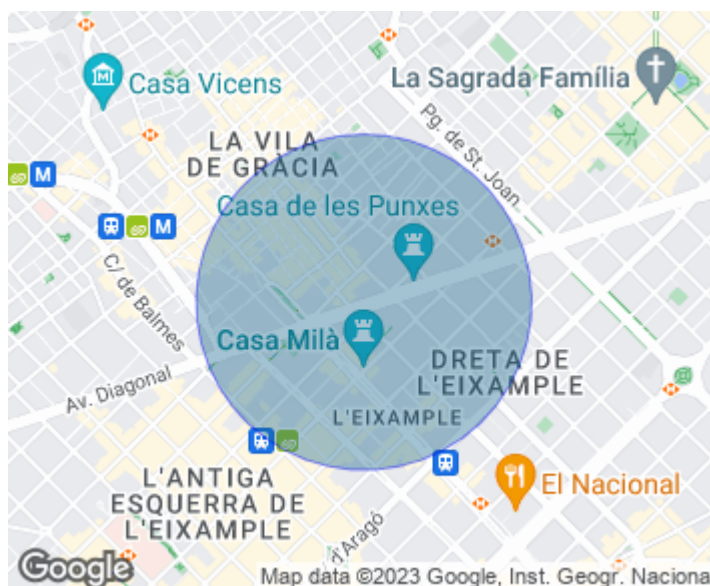 Casa Vicens
La Sagrada Família
LA VILA
DE GRÀCIA
Pg. de St. Joan
M
Casa de les Punxes
M
C/ de Balmes
Casa Milà
DRETA DE
L'EIXAMPLE
Av. Diagonal
L'EIXAMPLE
L'ANTIGA
ESQUERRA DE
L'EIXAMPLE
El Nacional
d'Aragó
Google
Map data ©2023 Google, Inst. Geogr. Naciona